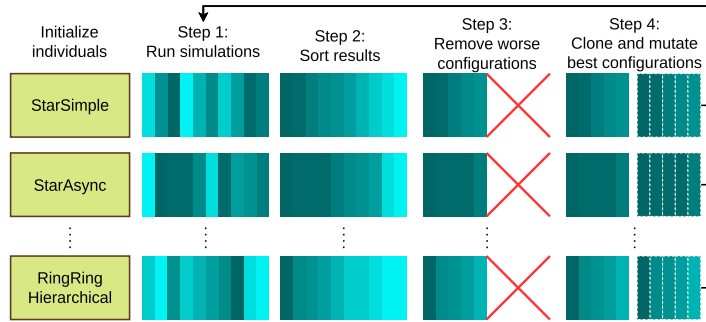 Initialize
individuals
Step 1:
Run simulations
Step 2:
Sort results
Step 3:
Remove worse
configurations
Step 4:
Clone and mutate
best configurations
StarSimple
StarAsync
RingRing
Hierarchical